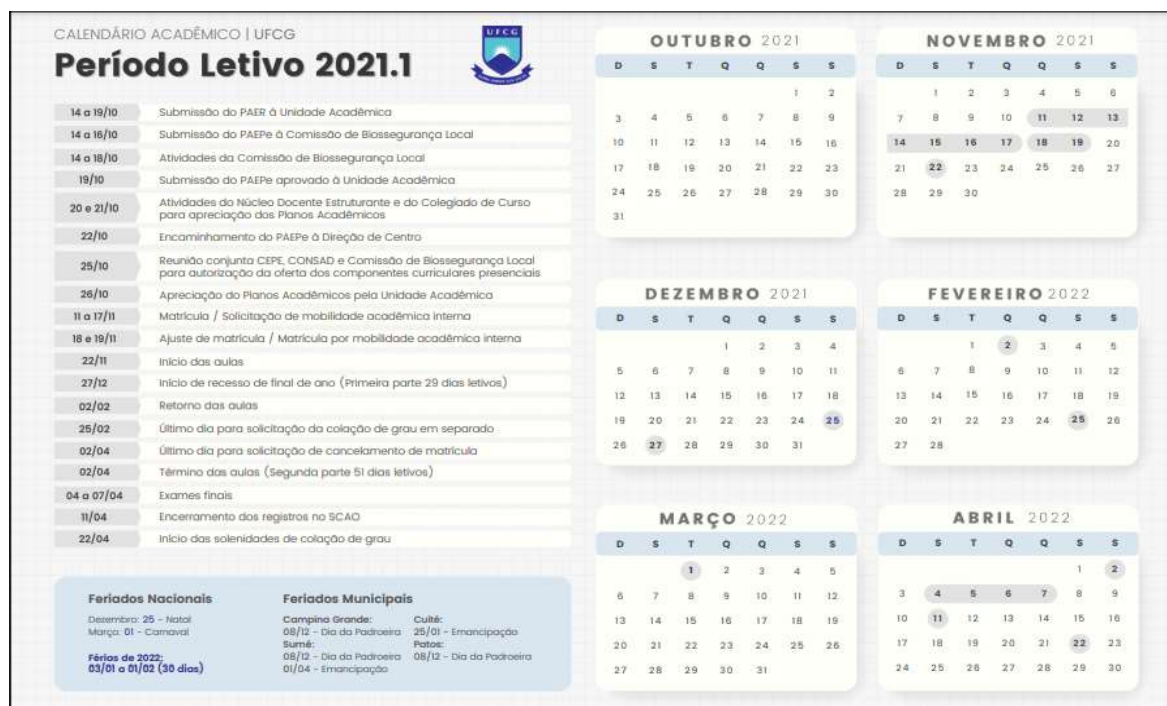 CALENDÁRIO ACADÊMICO | UFCG
Período Letivo 2021.1
UFCG
14 a 19/10 Submissão do PAER à Unidade Acadêmica
14 a 16/10 Submissão do PAEPe à Comissão de Biossegurança Local
14 a 18/10 Atividades da Comissão de Biossegurança Local
19/10 Submissão do PAEPe aprovado à Unidade Acadêmica
20 e 21/10 Atividades do Núcleo Docente Estruturante e do Colegiado de Curso
para apreciação dos Planos Acadêmicos
22/10 Encaminhamento do PAEPe à Direção de Centro
25/10 Reunião conjunta CEPE, CONSAD e Comissão de Biossegurança Local
para autorização da oferta dos componentes curriculares presenciais
26/10 Apreciação do Planos Acadêmicos pela Unidade Acadêmica
11 a 17/11 Matrícula / Solicitação de mobilidade acadêmica interna
18 e 19/11 Ajuste de matrícula / Matrícula por mobilidade acadêmica interna
22/11 Início das aulas
27/12 Início de recesso de final de ano (Primeira parte 29 dias letivos)
02/02 Retorno das aulas
25/02 Último dia para solicitação da colação de grau em separado
02/04 Último dia para solicitação de cancelamento de matrícula
02/04 Término das aulas (Segunda parte 51 dias letivos)
04 a 07/04 Exames finais
11/04 Encerramento dos registros no SCAO
22/04 Início das solenidades de colação de grau
Feriados Nacionais
Dezembro: 25 - Natal
Março: 01 - Carnaval
Férias de 2022:
03/01 a 01/02 (30 dias)
Feriados Municipais
Campina Grande:
08/12 - Dia da Padroeira
Sumé:
08/12 - Dia da Padroeira
01/04 - Emancipação
Cuité:
25/01 - Emancipação
Patos:
08/12 - Dia da Padroeira
OUTUBRO 2021
D S T Q Q S S
1 2
3 4 5 6 7 8 9
10 11 12 13 14 15 16
17 18 19 20 21 22 23
24 25 26 27 28 29 30
31
NOVEMBRO 2021
D S T Q Q S S
1 2 3 4 5 6
7 8 9 10 11 12 13
14 15 16 17 18 19 20
21 22 23 24 25 26 27
28 29 30
DEZEMBRO 2021
D S T Q Q S S
1 2 3 4
5 6 7 8 9 10 11
12 13 14 15 16 17 18
19 20 21 22 23 24 25
26 27 28 29 30 31
FEVEREIRO 2022
D S T Q Q S S
1 2 3 4 5
6 7 8 9 10 11 12
13 14 15 16 17 18 19
20 21 22 23 24 25 26
27 28
MARÇO 2022
D S T Q Q S S
1 2 3 4 5
6 7 8 9 10 11 12
13 14 15 16 17 18 19
20 21 22 23 24 25 26
27 28 29 30 31
ABRIL 2022
D S T Q Q S S
1 2
3 4 5 6 7 8 9
10 11 12 13 14 15 16
17 18 19 20 21 22 23
24 25 26 27 28 29 30